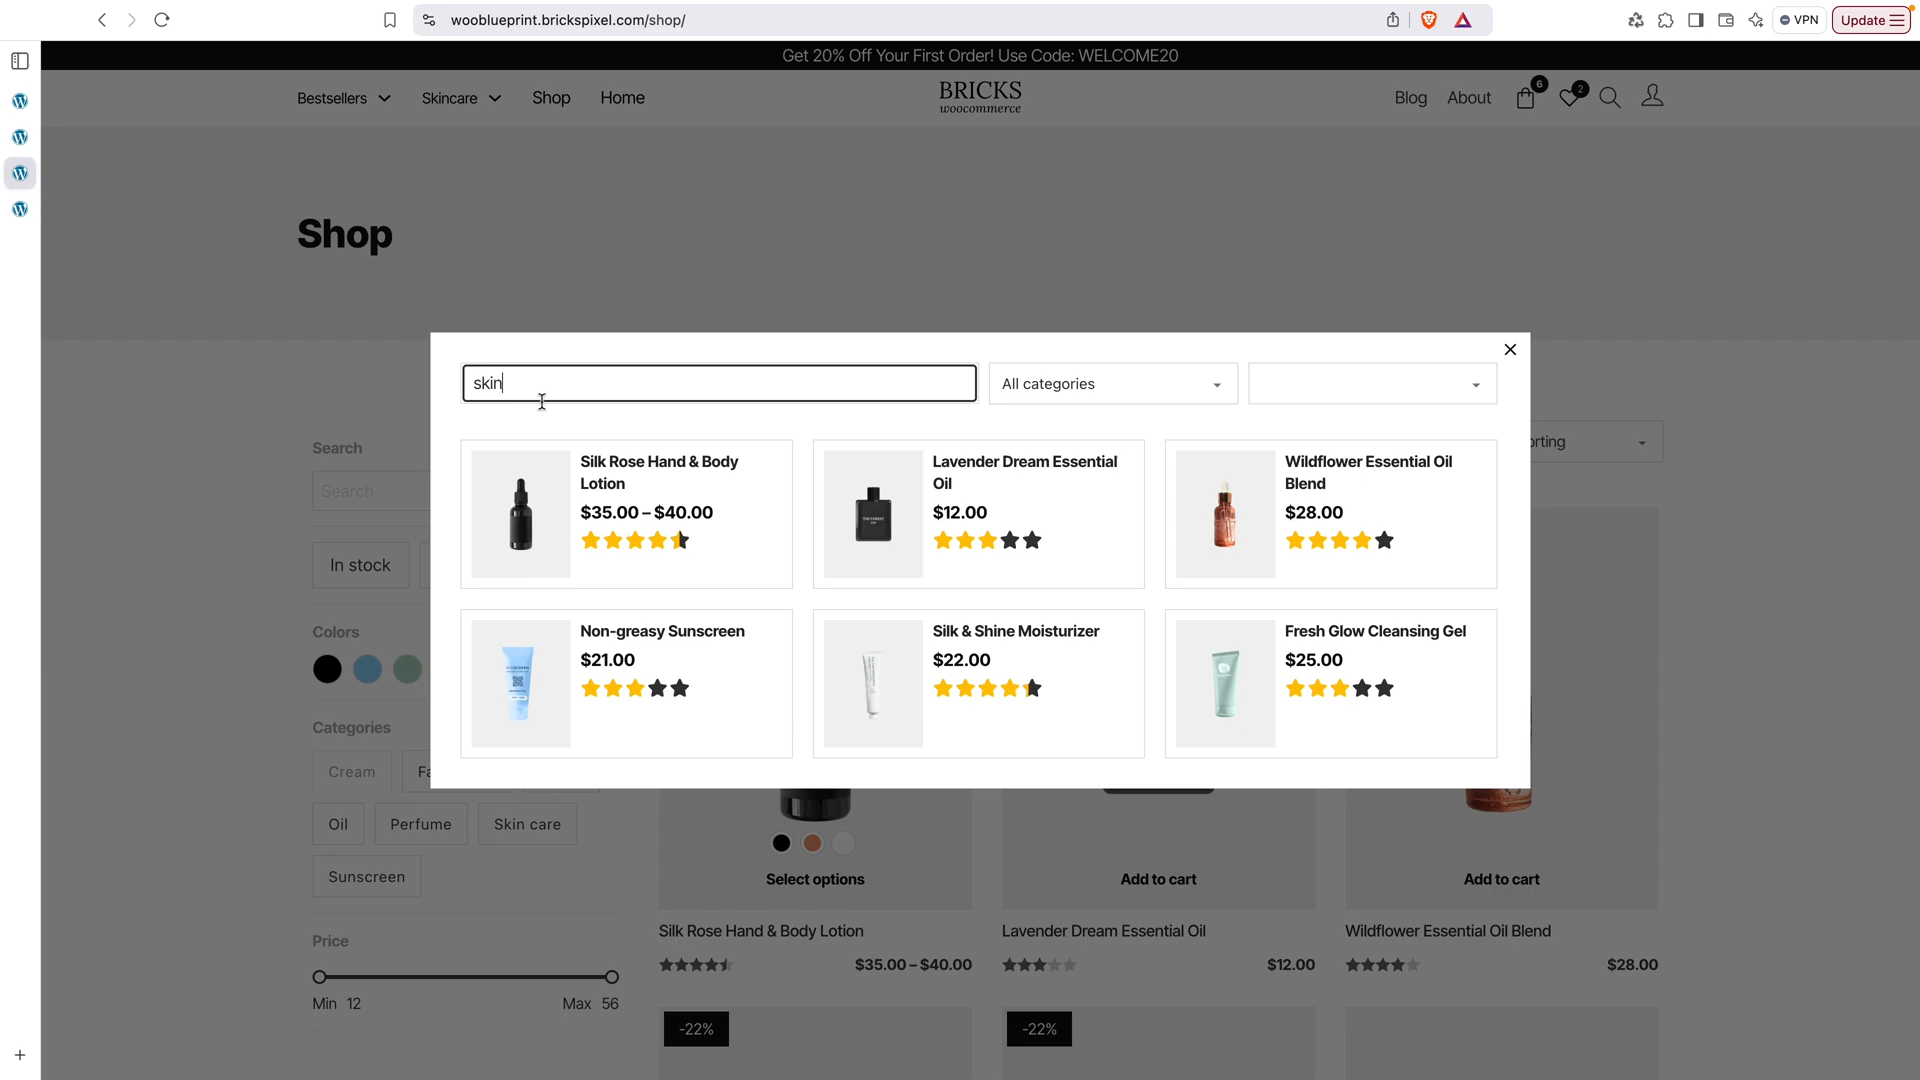 woobluеprint.brickspixel.com/shop/
VPN
Update
Get 20% Off Your First Order! Use Code: WELCOME20
Bestsellers
Skincare
Shop
Home
BRICKS
woocommerce
Blog
About
6
2
Shop
skin
All categories
Search
Search
orting
Silk Rose Hand & Body
Lotion
$35.00 – $40.00
Lavender Dream Essential
Oil
$12.00
Wildflower Essential Oil
Blend
$28.00
In stock
Non-greasy Sunscreen
$21.00
Silk & Shine Moisturizer
$22.00
Fresh Glow Cleansing Gel
$25.00
Colors
Categories
Cream
Fa
Oil
Perfume
Skin care
Sunscreen
Price
Min 12
Max 56
Select options
Add to cart
Add to cart
Silk Rose Hand & Body Lotion
$35.00 – $40.00
Lavender Dream Essential Oil
$12.00
Wildflower Essential Oil Blend
$28.00
-22%
-22%